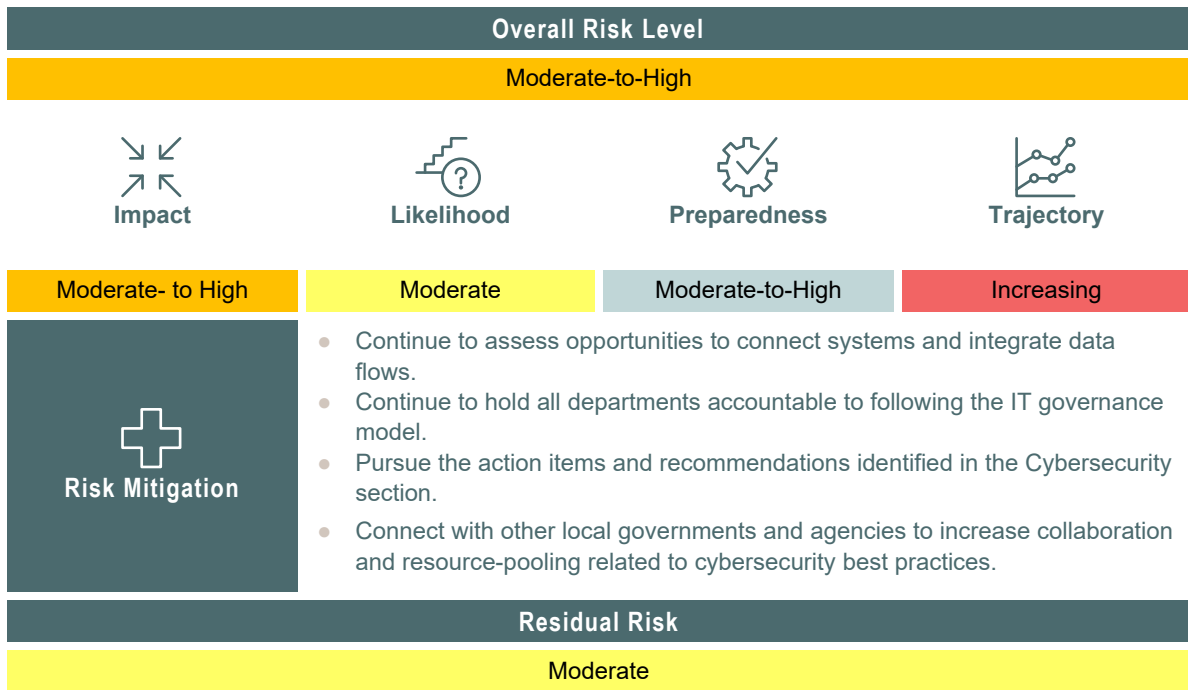 Overall Risk Level
Moderate-to-High
Impact
Likelihood
?
Preparedness
Trajectory
Moderate- to High
Moderate
Moderate-to-High
Increasing
Risk Mitigation
● Continue to assess opportunities to connect systems and integrate data
flows.
● Continue to hold all departments accountable to following the IT governance
model.
● Pursue the action items and recommendations identified in the Cybersecurity
section.
● Connect with other local governments and agencies to increase collaboration
and resource-pooling related to cybersecurity best practices.
Residual Risk
Moderate